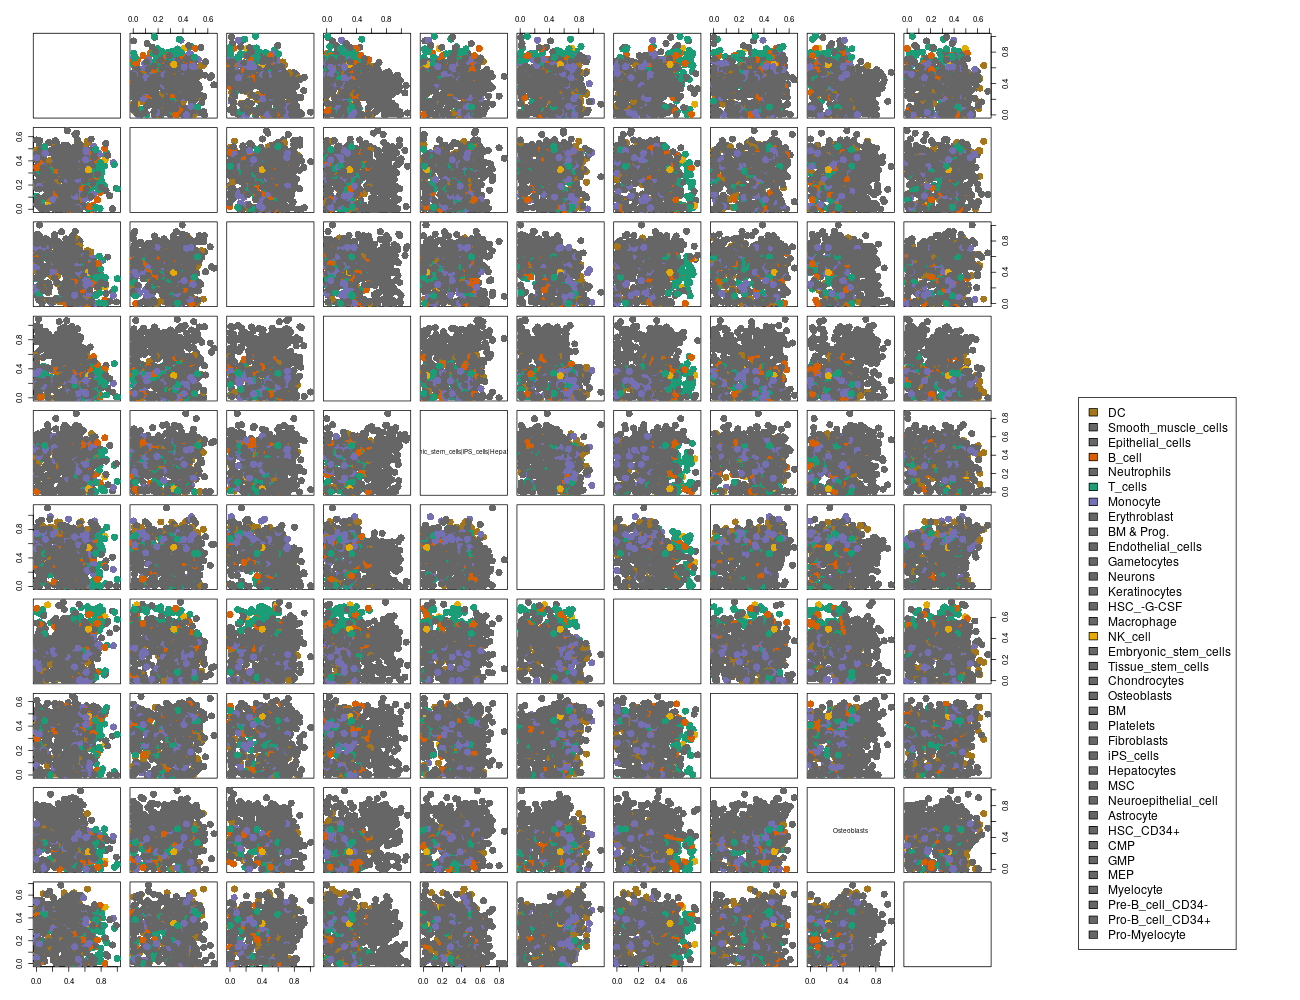 0.0 0.4 0.6
0.0 0.4 0.8
0.0 0.4 0.8
0.0 0.2 0.4 0.6
0.0 0.2 0.4 0.6
0.0 0.4 0.8
0.0 0.2 0.4 0.6
0.0 0.4 0.8
0.0 0.4 0.8
0.0 0.2 0.4 0.6 0.8
nic_stem_cells|iPS_cells|Hepa
0.0 0.4 0.8
0.0 0.2 0.4 0.6
0.0 0.2 0.4 0.6
Osteoblasts
0.0 0.4 0.8
0.0 0.2 0.4 0.6
0.0 0.4 0.8
0.0 0.4 0.8
0.0 0.2 0.4 0.6 0.8
0.0 0.2 0.4 0.6
0.0 0.4 0.8
DC
Smooth_muscle_cells
Epithelial_cells
B_cell
Neutrophils
T_cells
Monocyte
Erythroblast
BM & Prog.
Endothelial_cells
Gametocytes
Neurons
Keratinocytes
HSC_-G-CSF
Macrophage
NK_cell
Embryonic_stem_cells
Tissue_stem_cells
Chondrocytes
Osteoblasts
BM
Platelets
Fibroblasts
iPS_cells
Hepatocytes
MSC
Neuroepithelial_cell
Astrocyte
HSC_CD34+
CMP
GMP
MEP
Myelocyte
Pre-B_cell_CD34-
Pro-B_cell_CD34+
Pro-Myelocyte